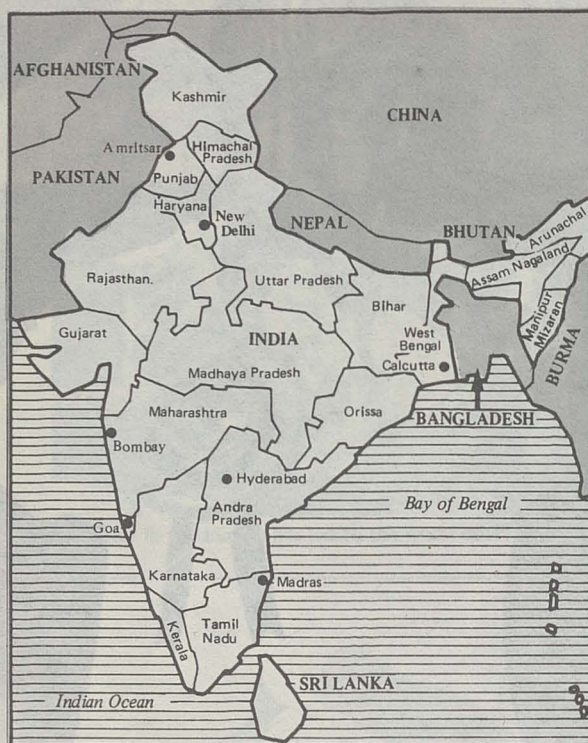 AFGHANISTAN
Kashmir
CHINA
Amritsar
Himachal
Pradesh
PAKISTAN
Punjab
Haryana
New
Delhi
NEPAL
BHUTAN
Arunachal
Assam Nagaland
Rajasthan.
Uttar Pradesh
Bihar
Manipur
Mizaran
Gujarat
INDIA
West
Bengal
Calcutta
BURMA
Madhaya Pradesh
Maharashtra
Orissa
BANGLADESH
Bombay
Hyderabad
Bay of Bengal
Andra
Pradesh
Goa
Karnataka
Madras
Tamil
Nadu
Kerala
SRI LANKA
Indian Ocean